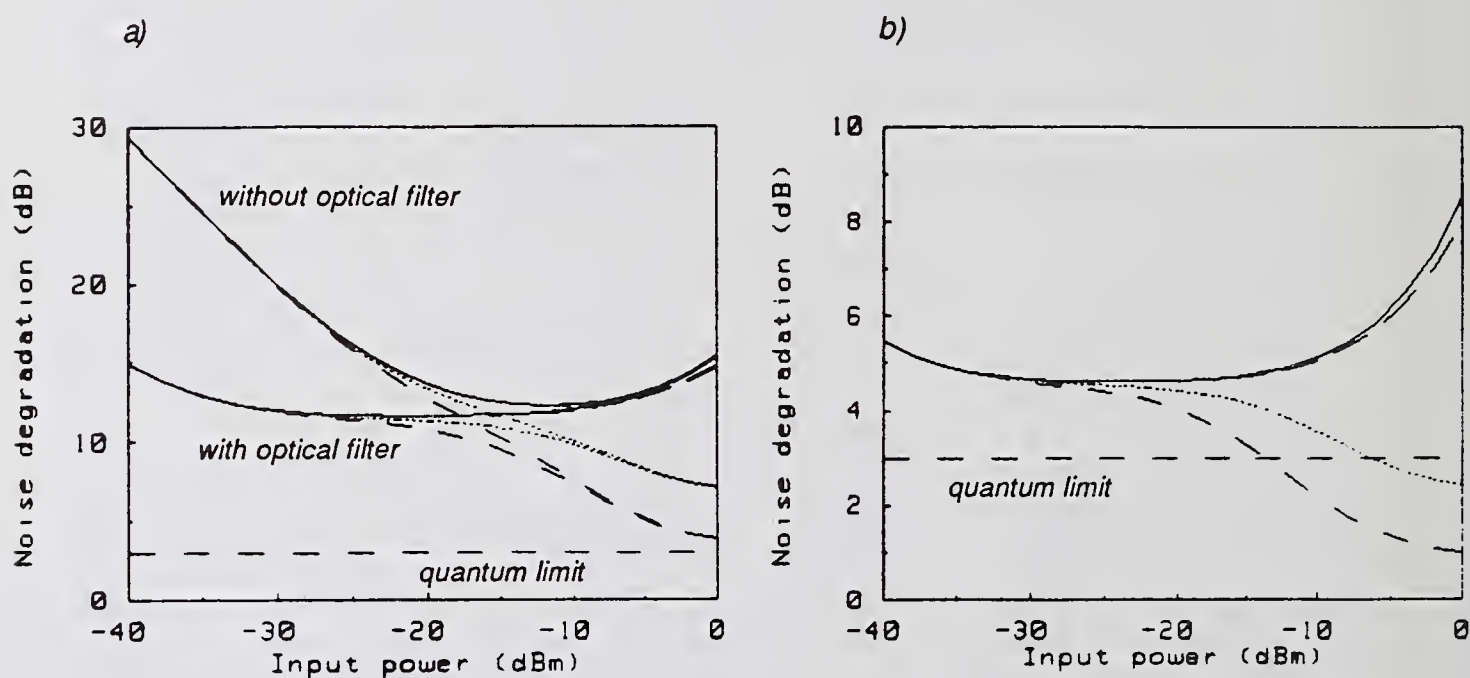 a)
Noise degradation (dB)
30
20
10
0
without optical filter
with optical filter
quantum limit
-40
-30
-20
-10
0
Input power (dBm)
b)
Noise degradation (dB)
10
8
6
4
2
0
quantum limit
-40
-30
-20
-10
0
Input power (dBm)